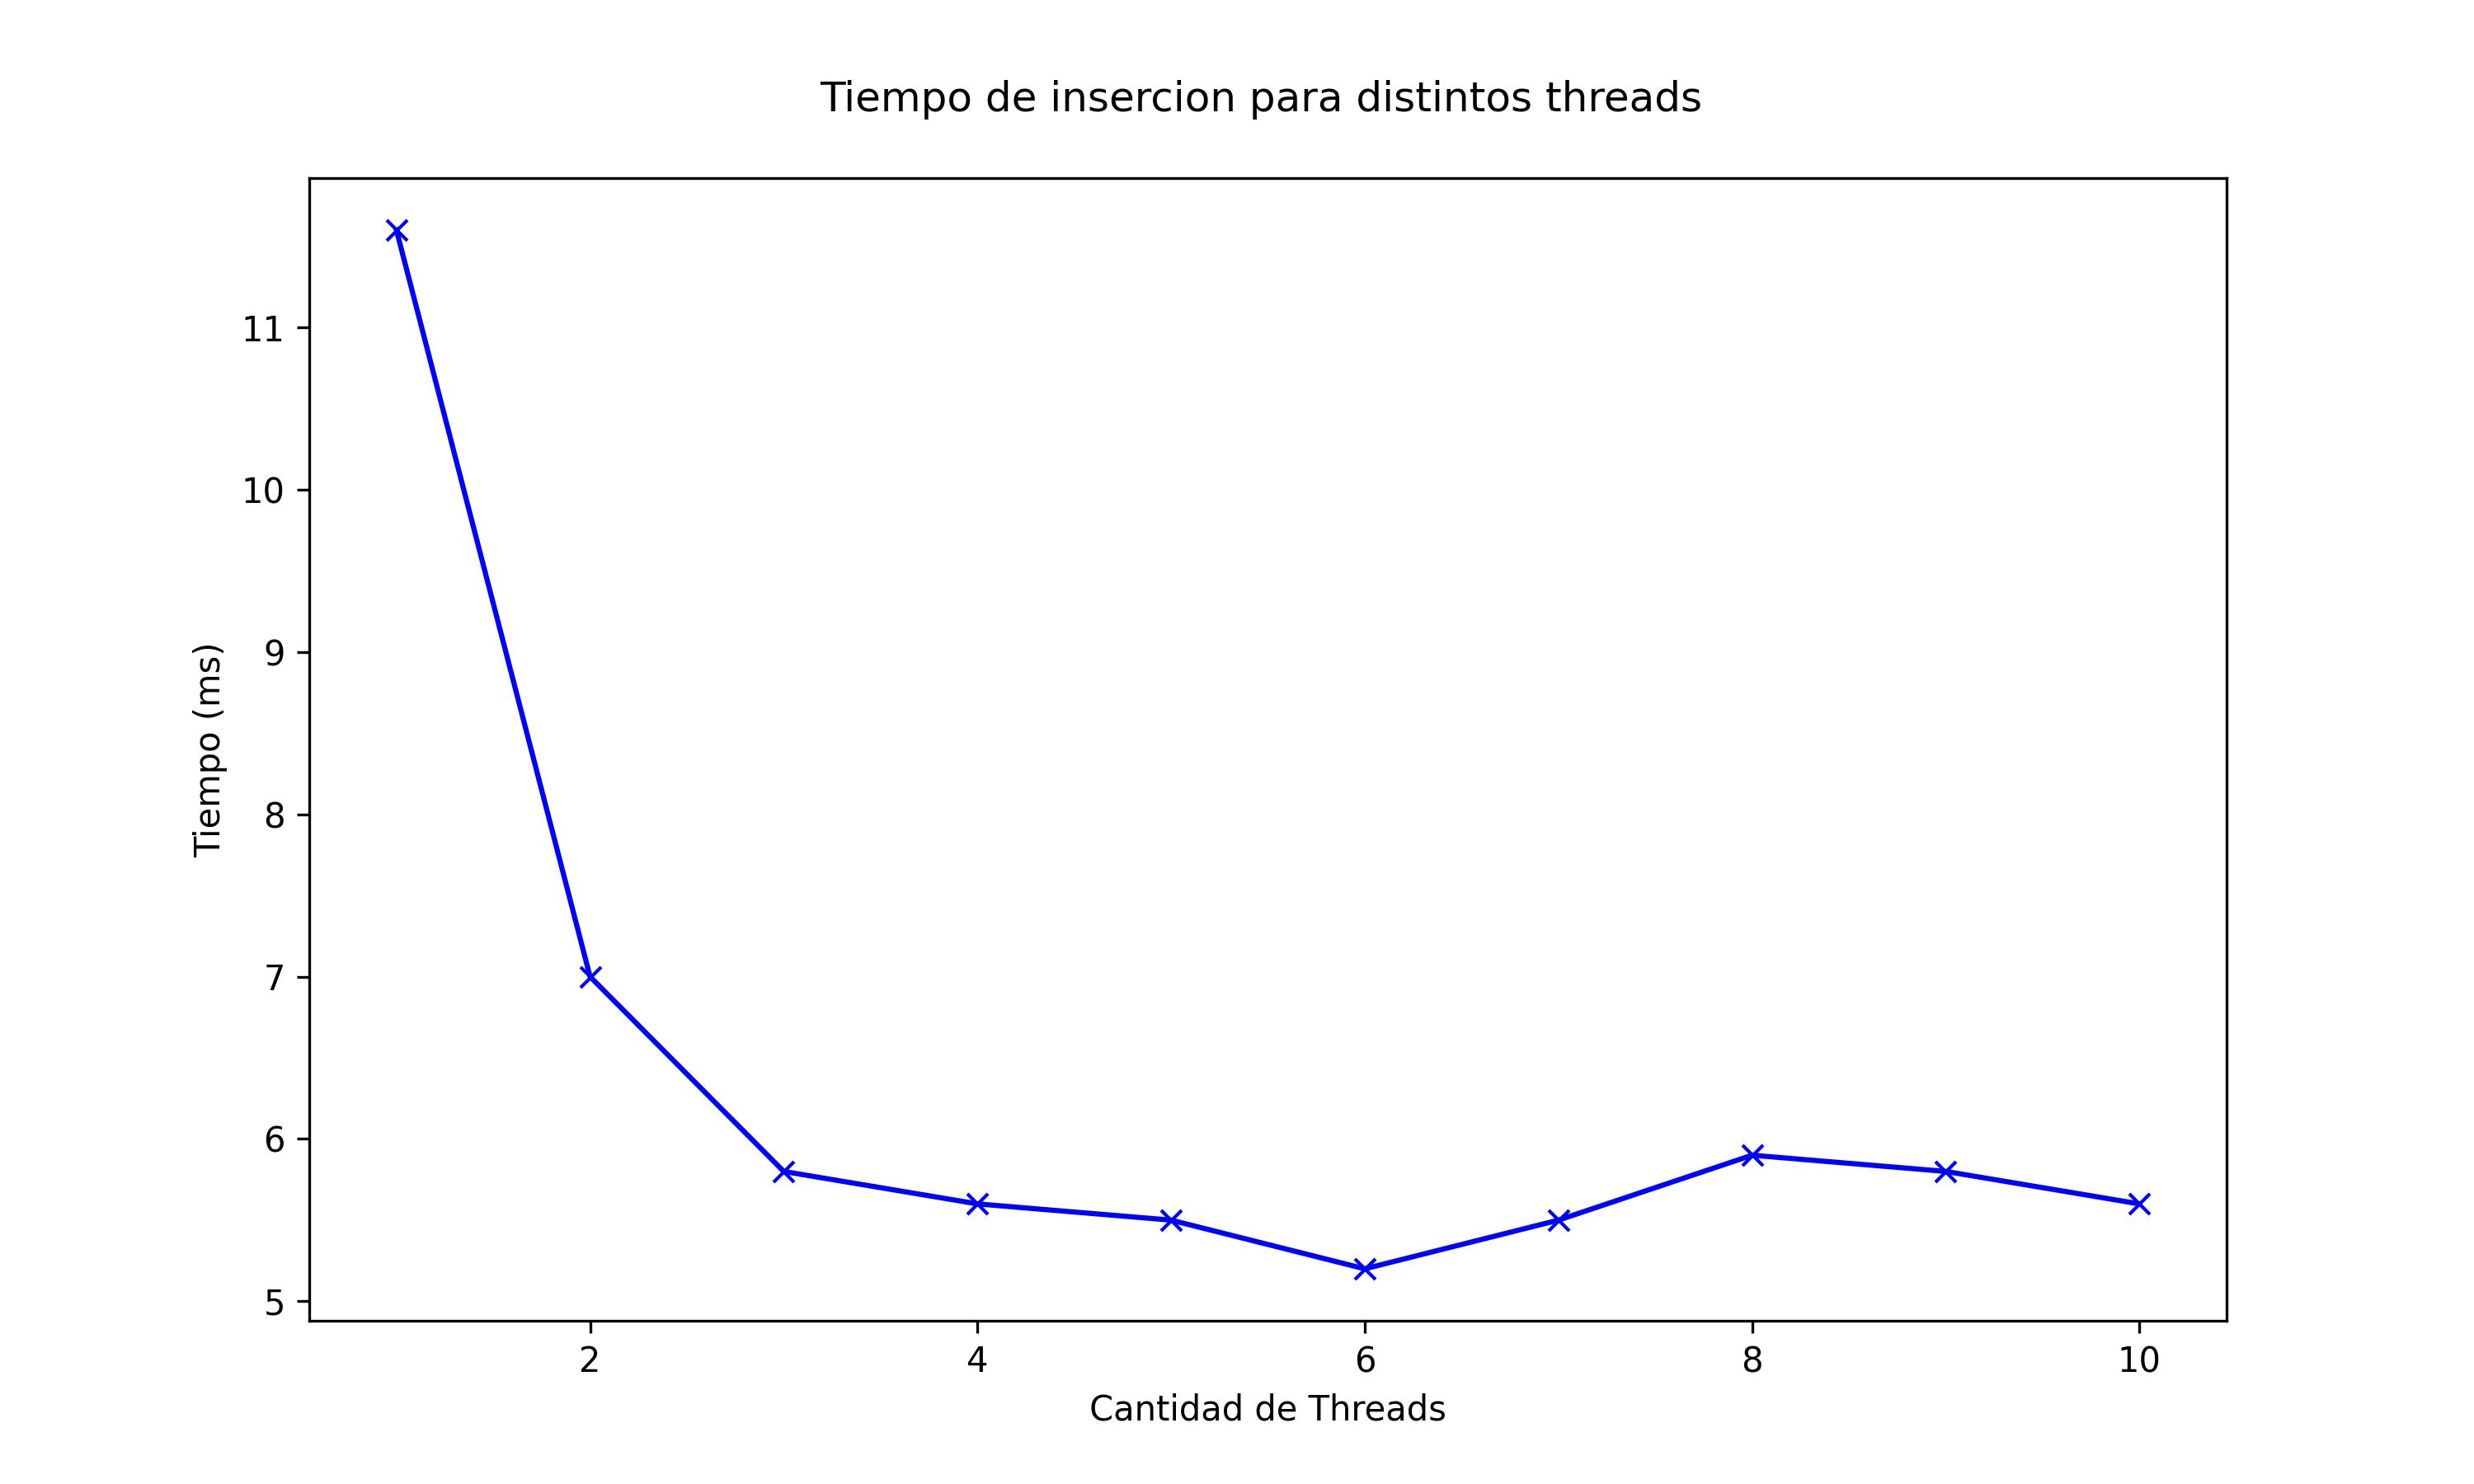 Tiempo de insercion para distintos threads
Tiempo (ms)
11
10
9
8
7
6
5
2 4 6 8 10
Cantidad de Threads